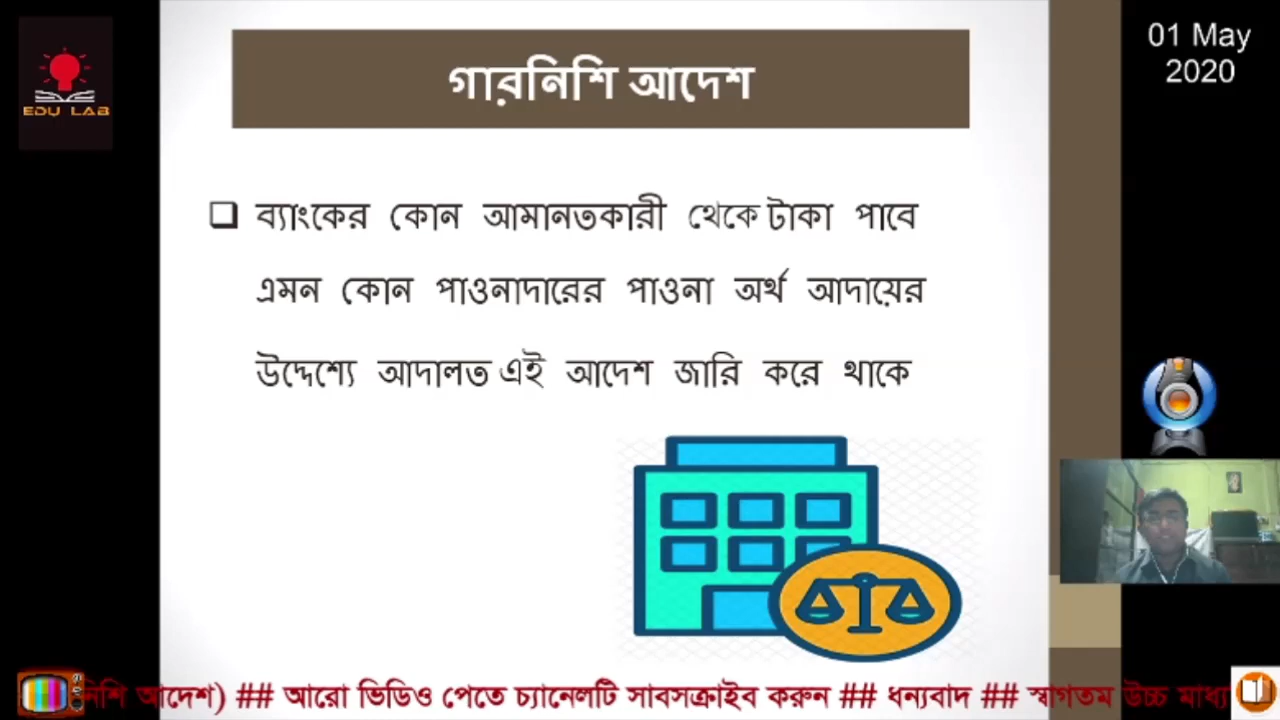 EDU LAB
01 May
2020
গারনিশি আদেশ
ব্যাংকের কোন আমানতকারী থেকে টাকা পাবে
এমন কোন পাওনাদারের পাওনা অর্থ আদায়ের
উদ্দেশ্যে আদালত এই আদেশ জারি করে থাকে
আদেশ) ## আরো ভিডিও পেতে চ্যানেলটি সাবসক্রাইব করুন ## ধন্যবাদ ## স্বাগতম উচ্চ